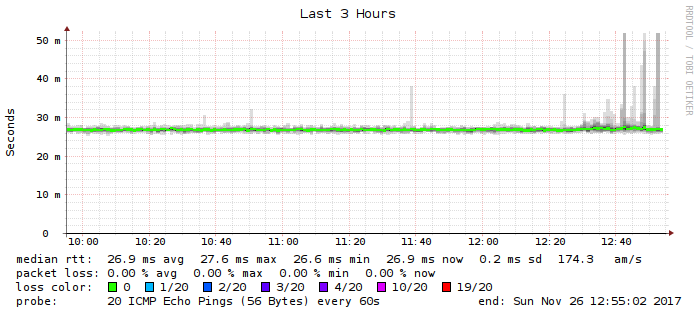 Last 3 Hours
RRDTOOL / TOBI OETIKER
Seconds
50 m
40 m
30 m
20 m
10 m
0
10:00 10:20 10:40 11:00 11:20 11:40 12:00 12:20 12:40
median rtt: 26.9 ms avg 27.6 ms max 26.6 ms min 26.9 ms now 0.2 ms sd 174.3 am/s
packet loss: 0.00 % avg 0.00 % max 0.00 % min 0.00 % now
loss color: 0 1/20 2/20 3/20 4/20 10/20 19/20
probe: 20 ICMP Echo Pings (56 Bytes) every 60s end: Sun Nov 26 12:55:02 2017